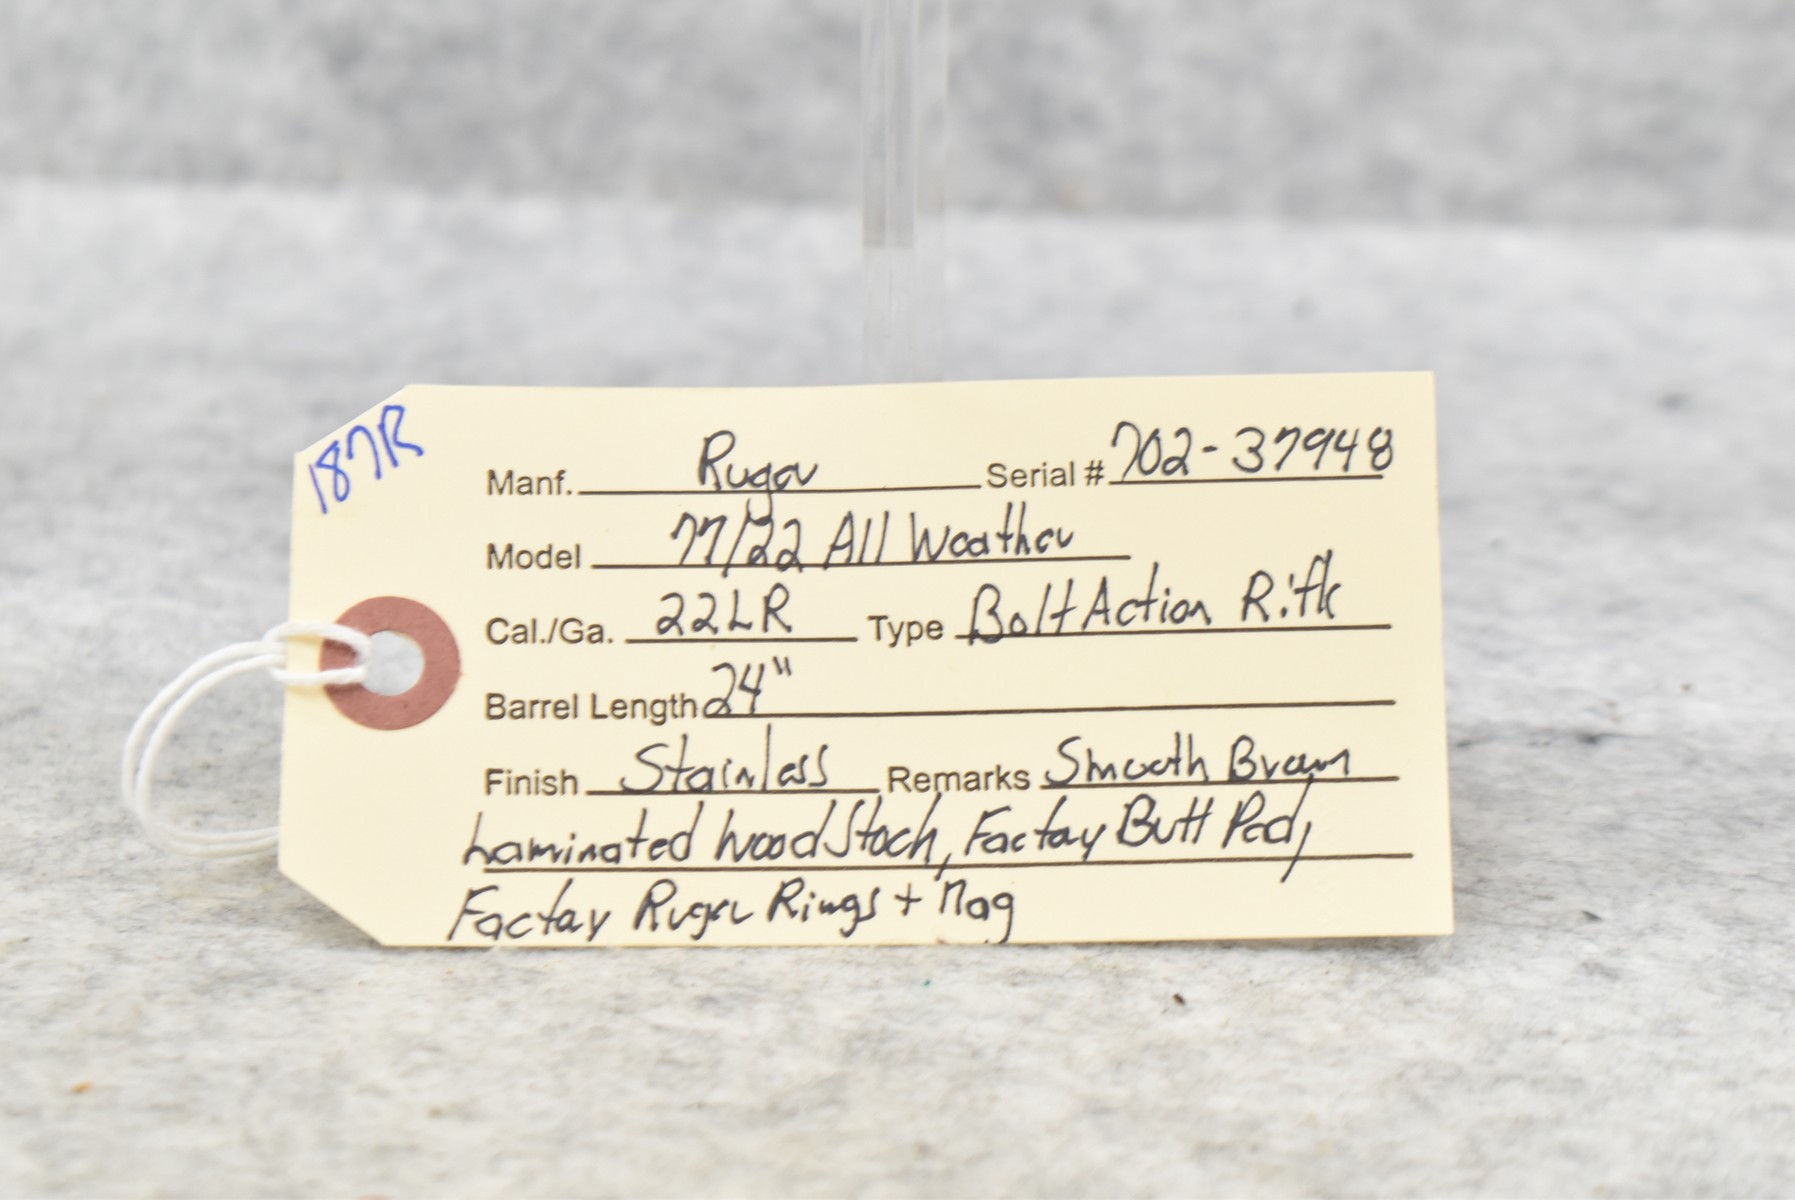 187R
Manf. Ruger Serial # 702-37948
Model 77/22 All Weather
Cal./Ga. 22LR Type Bolt Action Rifle
Barrel Length 24"
Finish Stainless Remarks Smooth Brown
Laminated Wood Stock, Factory Butt Pad,
Factory Ruger Rings + Mag